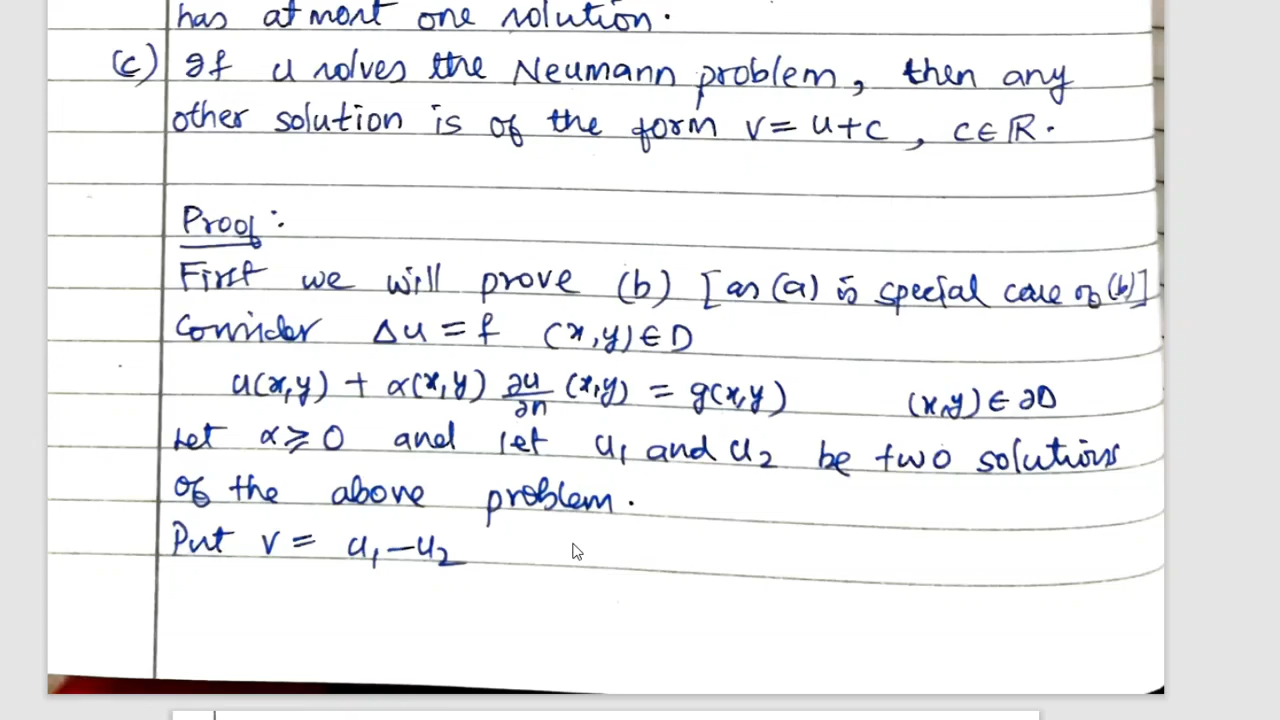 has at most one solution.
(c) If u solves the Neumann problem, then any
other solution is of the form v = u+c, c∈ℝ.
Proof:
First we will prove (b) [as (a) is special case of (b)]
Consider Δu = f (x,y)∈D
u(x,y) + α(x,y) ∂u/∂n (x,y) = g(x,y) (x,y)∈∂D
Let α ≥ 0 and let u₁ and u₂ be two solutions
of the above problem.
Put v = u₁-u₂